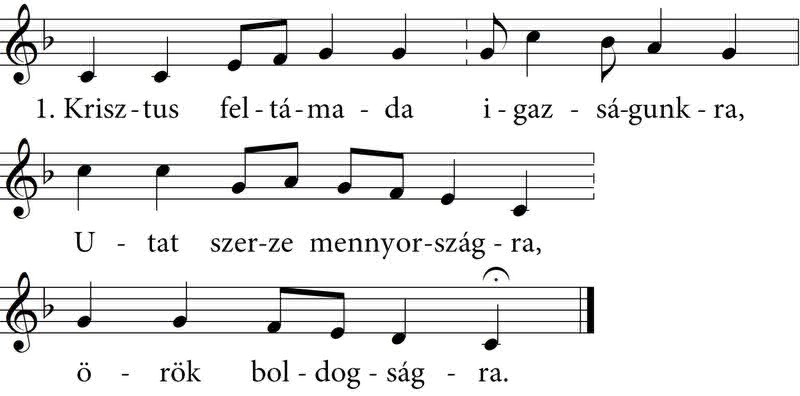 1. Krisz - tus fel - tá - ma - da i - gaz - sá - gunk - ra,
U - tat szer - ze mennyor - szág - ra,
ö - rök bol - dog - ság - ra.